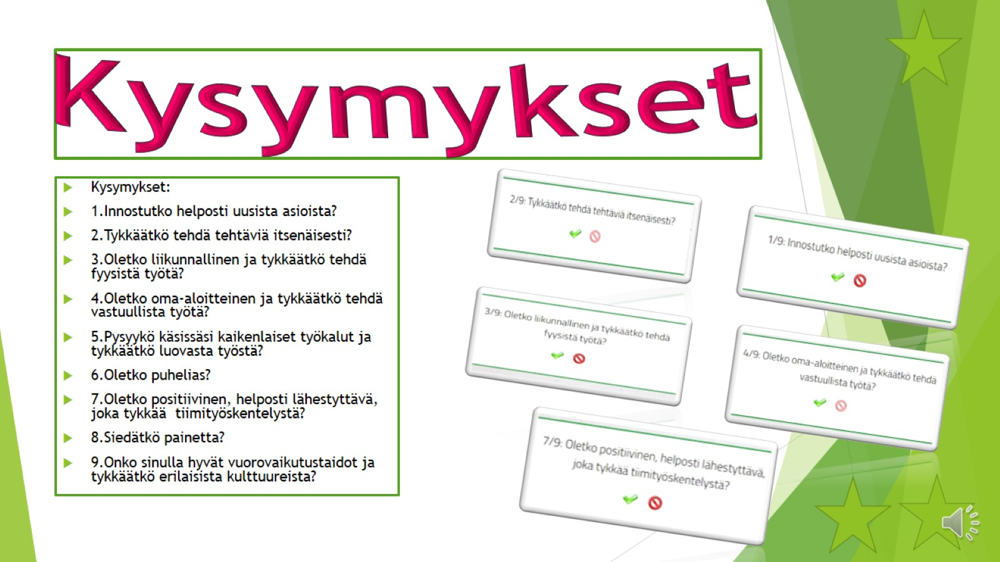 Kysymykset
Kysymykset:
1.Innostutko helposti uusista asioista?
2.Tykkäätkö tehdä tehtäviä itsenäisesti?
3.Oletko liikunnallinen ja tykkäätkö tehdä
fyysistä työtä?
4.Oletko oma-aloitteinen ja tykkäätkö tehdä
vastuullista työtä?
5.Pysyykö käsissäsi kaikenlaiset työkalut ja
tykkäätkö luovasta työstä?
6.Oletko puhelias?
7.Oletko positiivinen, helposti lähestyttävä,
joka tykkää  tiimityöskentelystä?
8.Siedätkö painetta?
9.Onko sinulla hyvät vuorovaikutustaidot ja
tykkäätkö erilaisista kulttuureista?
2/9: Tykkäätkö tehdä tehtäviä itsenäisesti?
1/9: Innostutko helposti uusista asioista?
3/9: Oletko liikunnallinen ja tykkäätkö tehdä
fyysistä työtä?
4/9: Oletko oma-aloitteinen ja tykkäätkö tehdä
vastuullista työtä?
7/9: Oletko positiivinen, helposti lähestyttävä,
joka tykkää tiimityöskentelystä?